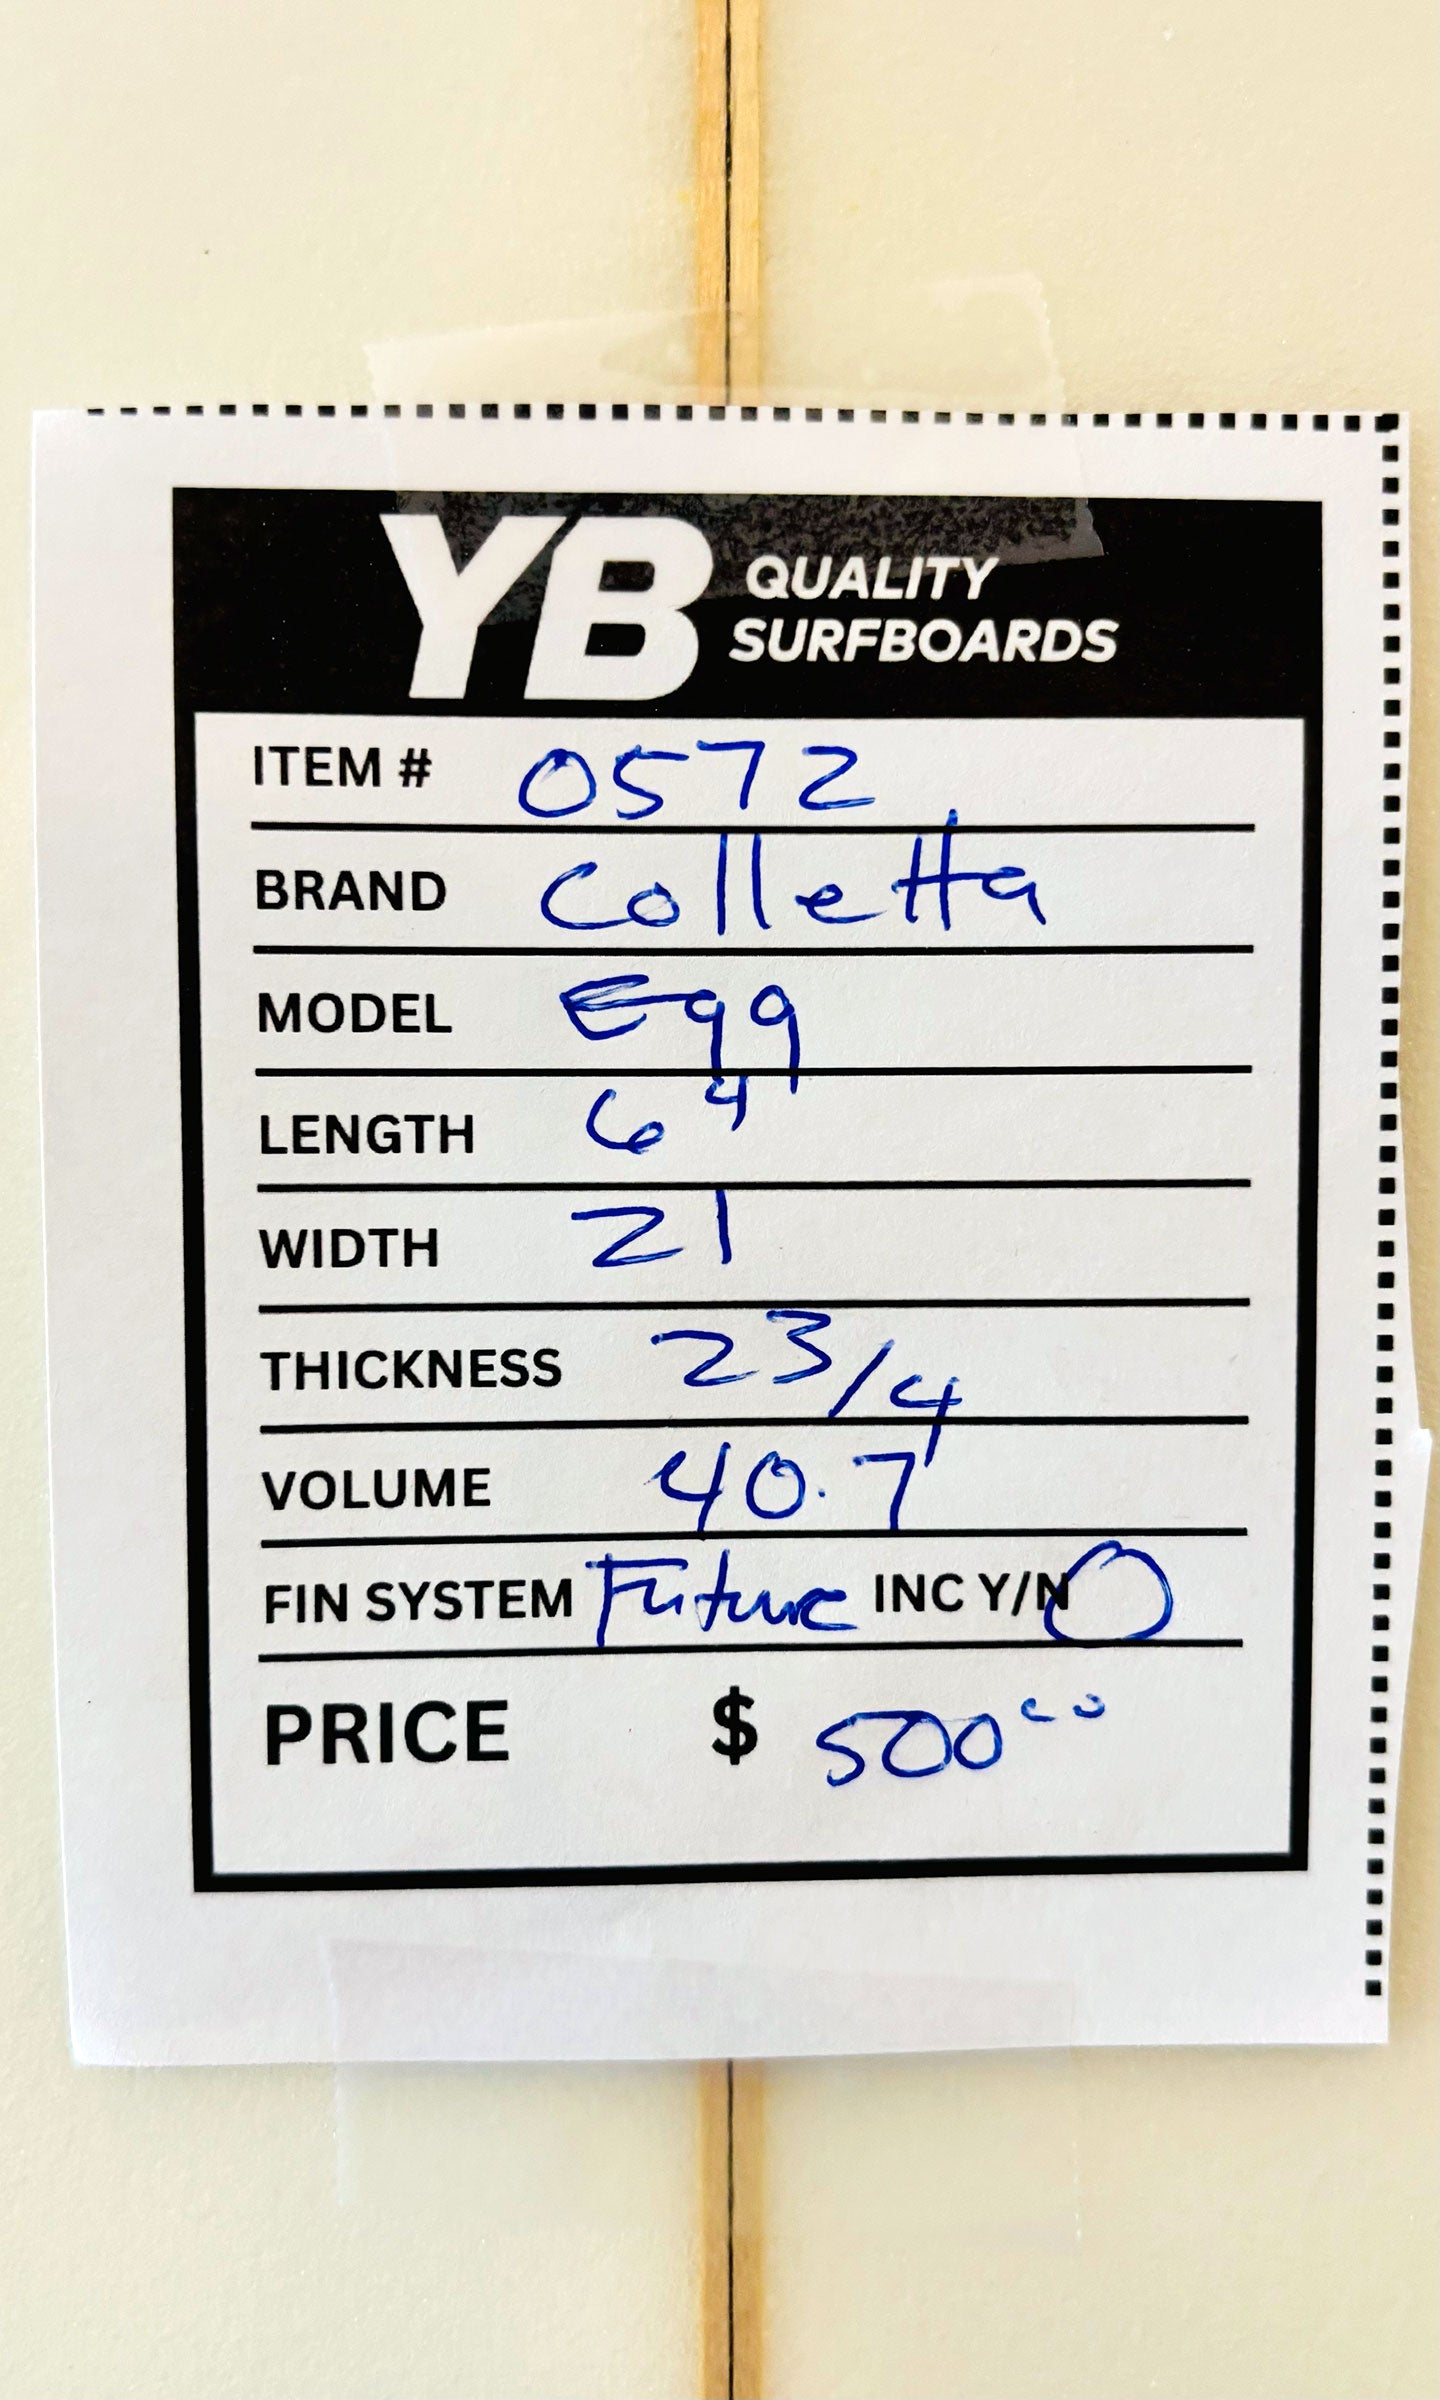 YB QUALITY
SURFBOARDS
ITEM # 0572
BRAND Colletta
MODEL Egg
LENGTH 6 4
WIDTH 21
THICKNESS 2 3/4
VOLUME 40.7
FIN SYSTEM Future INC Y/N
PRICE $ 500 00